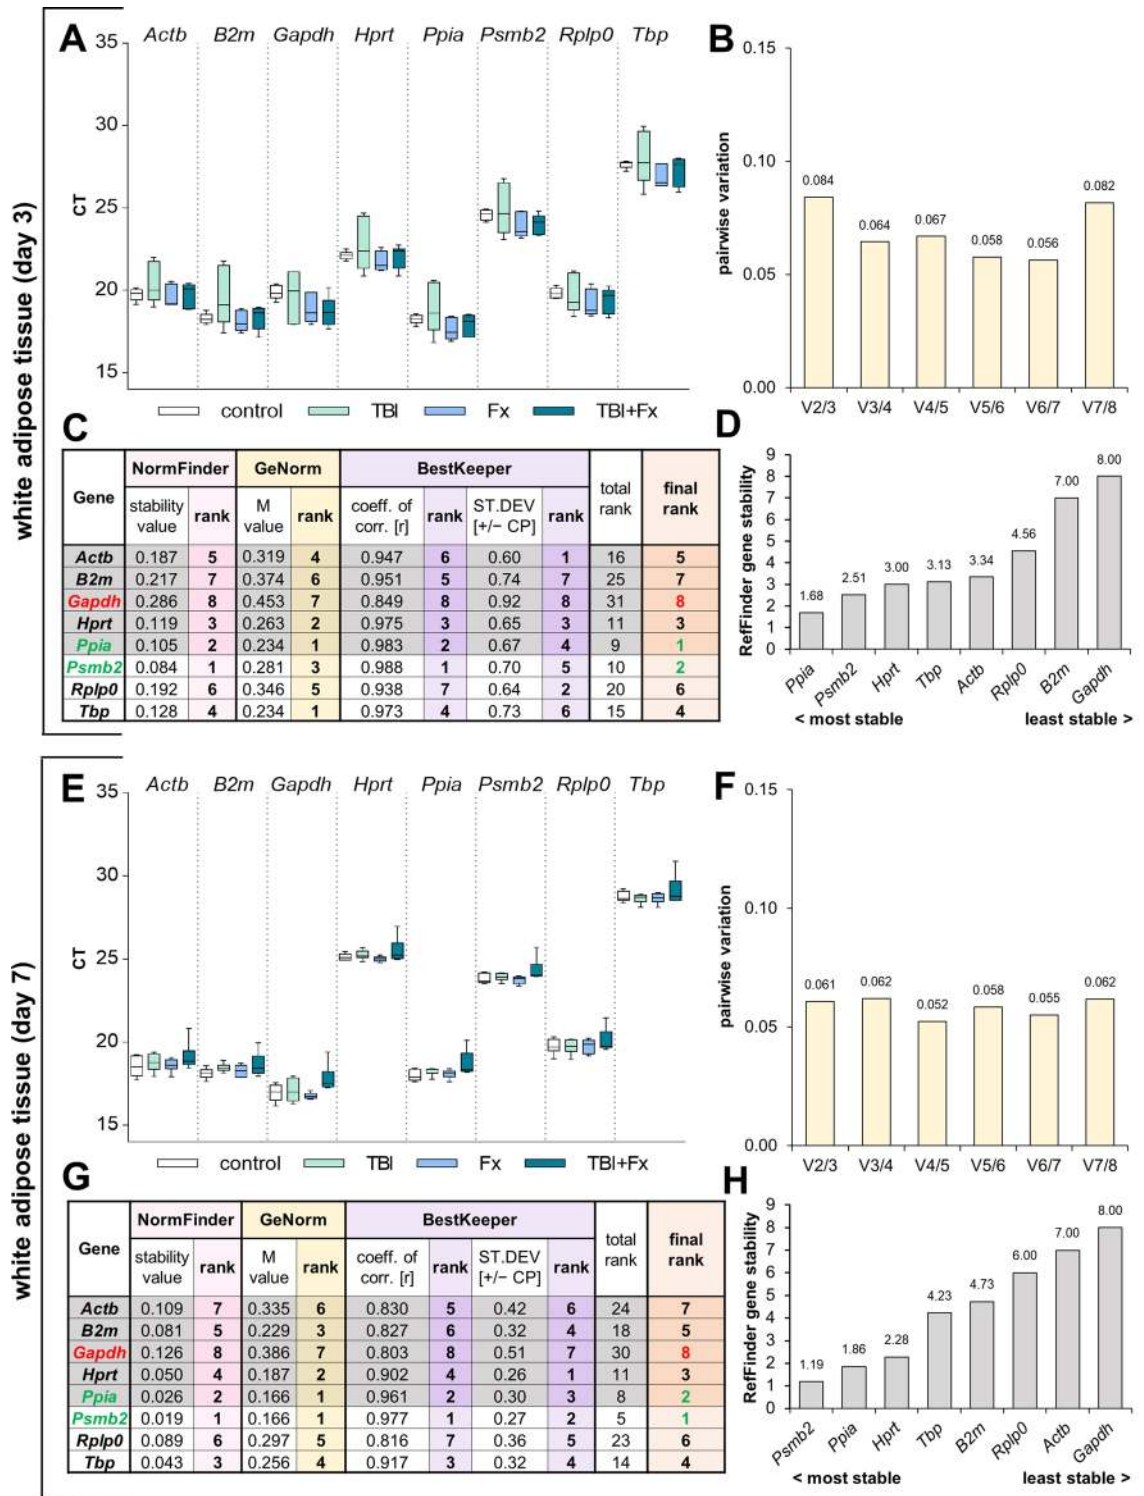 white adipose tissue (day 3)
A
Actb B2m Gapdh Hprt Ppia Psmb2 Rplp0 Tbp
35
30
25
20
15
CT
control TBI Fx TBI+Fx
B
pairwise variation
0.15
0.10
0.05
0.00
0.084 0.064 0.067 0.058 0.056 0.082
V2/3 V3/4 V4/5 V5/6 V6/7 V7/8
C
Gene NormFinder GeNorm BestKeeper total rank final rank
stability value rank M value rank coeff. of corr. [r] rank ST.DEV [+/− CP] rank
Actb 0.187 5 0.319 4 0.947 6 0.60 1 16 5
B2m 0.217 7 0.374 6 0.951 5 0.74 7 25 7
Gapdh 0.286 8 0.453 7 0.849 8 0.92 8 31 8
Hprt 0.119 3 0.263 2 0.975 3 0.65 3 11 3
Ppia 0.105 2 0.234 1 0.983 2 0.67 4 9 1
Psmb2 0.084 1 0.281 3 0.988 1 0.70 5 10 2
Rplp0 0.192 6 0.346 5 0.938 7 0.64 2 20 6
Tbp 0.128 4 0.234 1 0.973 4 0.73 6 15 4
D
RefFinder gene stability
9
8
7
6
5
4
3
2
1
0
1.68 2.51 3.00 3.13 3.34 4.56 7.00 8.00
Ppia Psmb2 Hprt Tbp Actb Rplp0 B2m Gapdh
< most stable least stable >
white adipose tissue (day 7)
E
Actb B2m Gapdh Hprt Ppia Psmb2 Rplp0 Tbp
35
30
25
20
15
CT
control TBI Fx TBI+Fx
F
pairwise variation
0.15
0.10
0.05
0.00
0.061 0.062 0.052 0.058 0.055 0.062
V2/3 V3/4 V4/5 V5/6 V6/7 V7/8
G
Gene NormFinder GeNorm BestKeeper total rank final rank
stability value rank M value rank coeff. of corr. [r] rank ST.DEV [+/− CP] rank
Actb 0.109 7 0.335 6 0.830 5 0.42 6 24 7
B2m 0.081 5 0.229 3 0.827 6 0.32 4 18 5
Gapdh 0.126 8 0.386 7 0.803 8 0.51 7 30 8
Hprt 0.050 4 0.187 2 0.902 4 0.26 1 11 3
Ppia 0.026 2 0.166 1 0.961 2 0.30 3 8 2
Psmb2 0.019 1 0.166 1 0.977 1 0.27 2 5 1
Rplp0 0.089 6 0.297 5 0.816 7 0.36 5 23 6
Tbp 0.043 3 0.256 4 0.917 3 0.32 4 14 4
H
RefFinder gene stability
9
8
7
6
5
4
3
2
1
0
1.19 1.86 2.28 4.23 4.73 6.00 7.00 8.00
Psmb2 Ppia Hprt Tbp B2m Rplp0 Actb Gapdh
< most stable least stable >